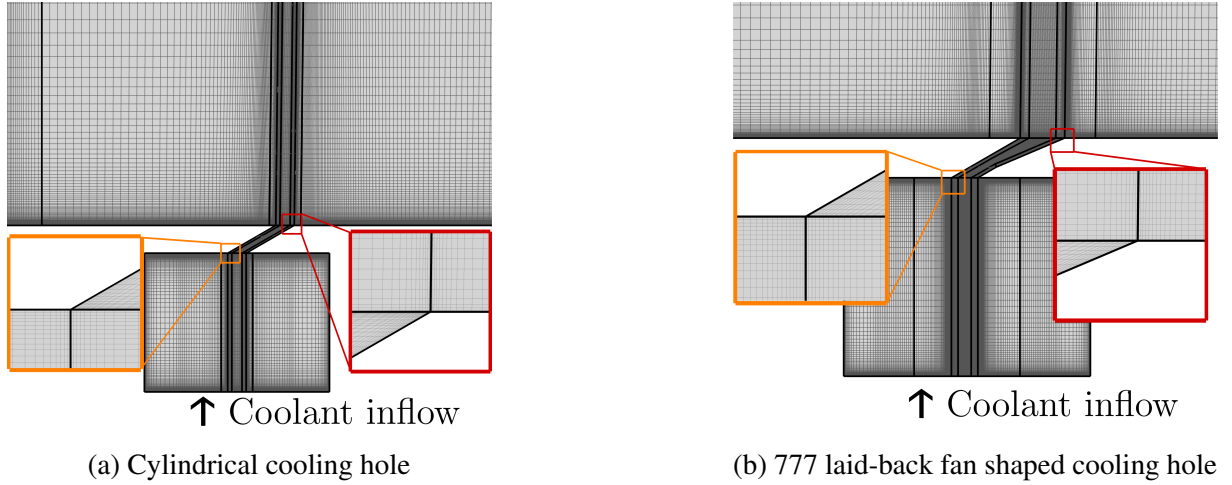 ↑ Coolant inflow
↑ Coolant inflow
(a) Cylindrical cooling hole
(b) 777 laid-back fan shaped cooling hole